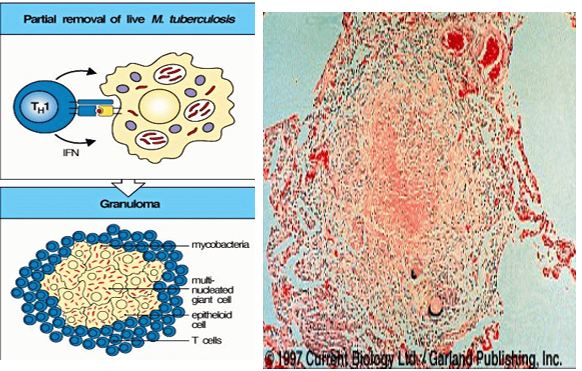 Partial removal of live M. tuberculosis
TH1
IFN
Granuloma
mycobacteria
multi-
nucleated
giant cell
epitheloid
cell
T cells
© 1997 Current Biology Ltd. / Garland Publishing, Inc.